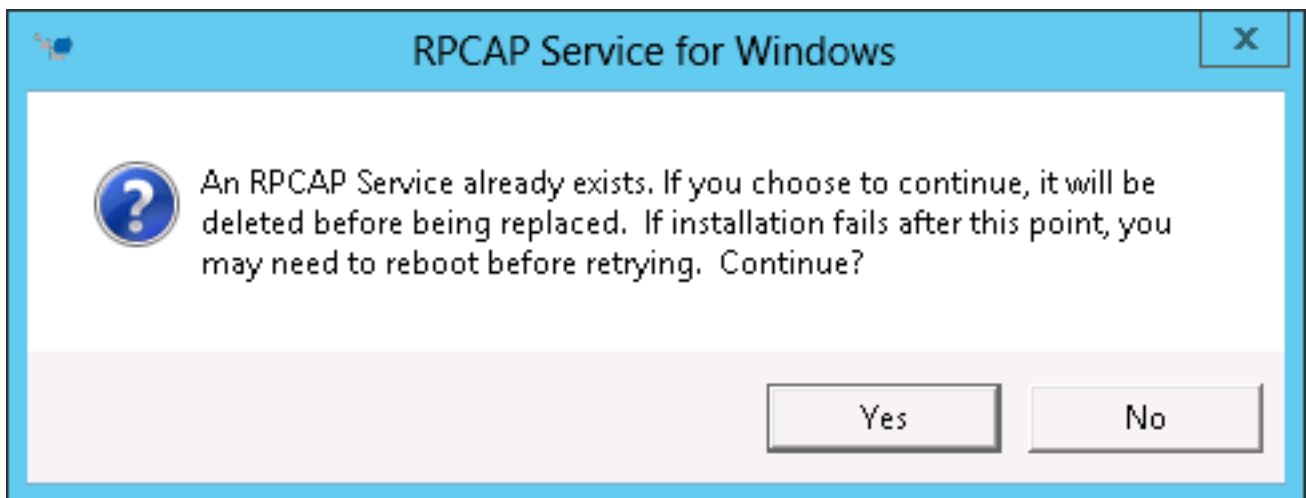 RPCAP Service for Windows
x
An RPCAP Service already exists. If you choose to continue, it will be
deleted before being replaced.  If installation fails after this point, you
may need to reboot before retrying.  Continue?
Yes
No